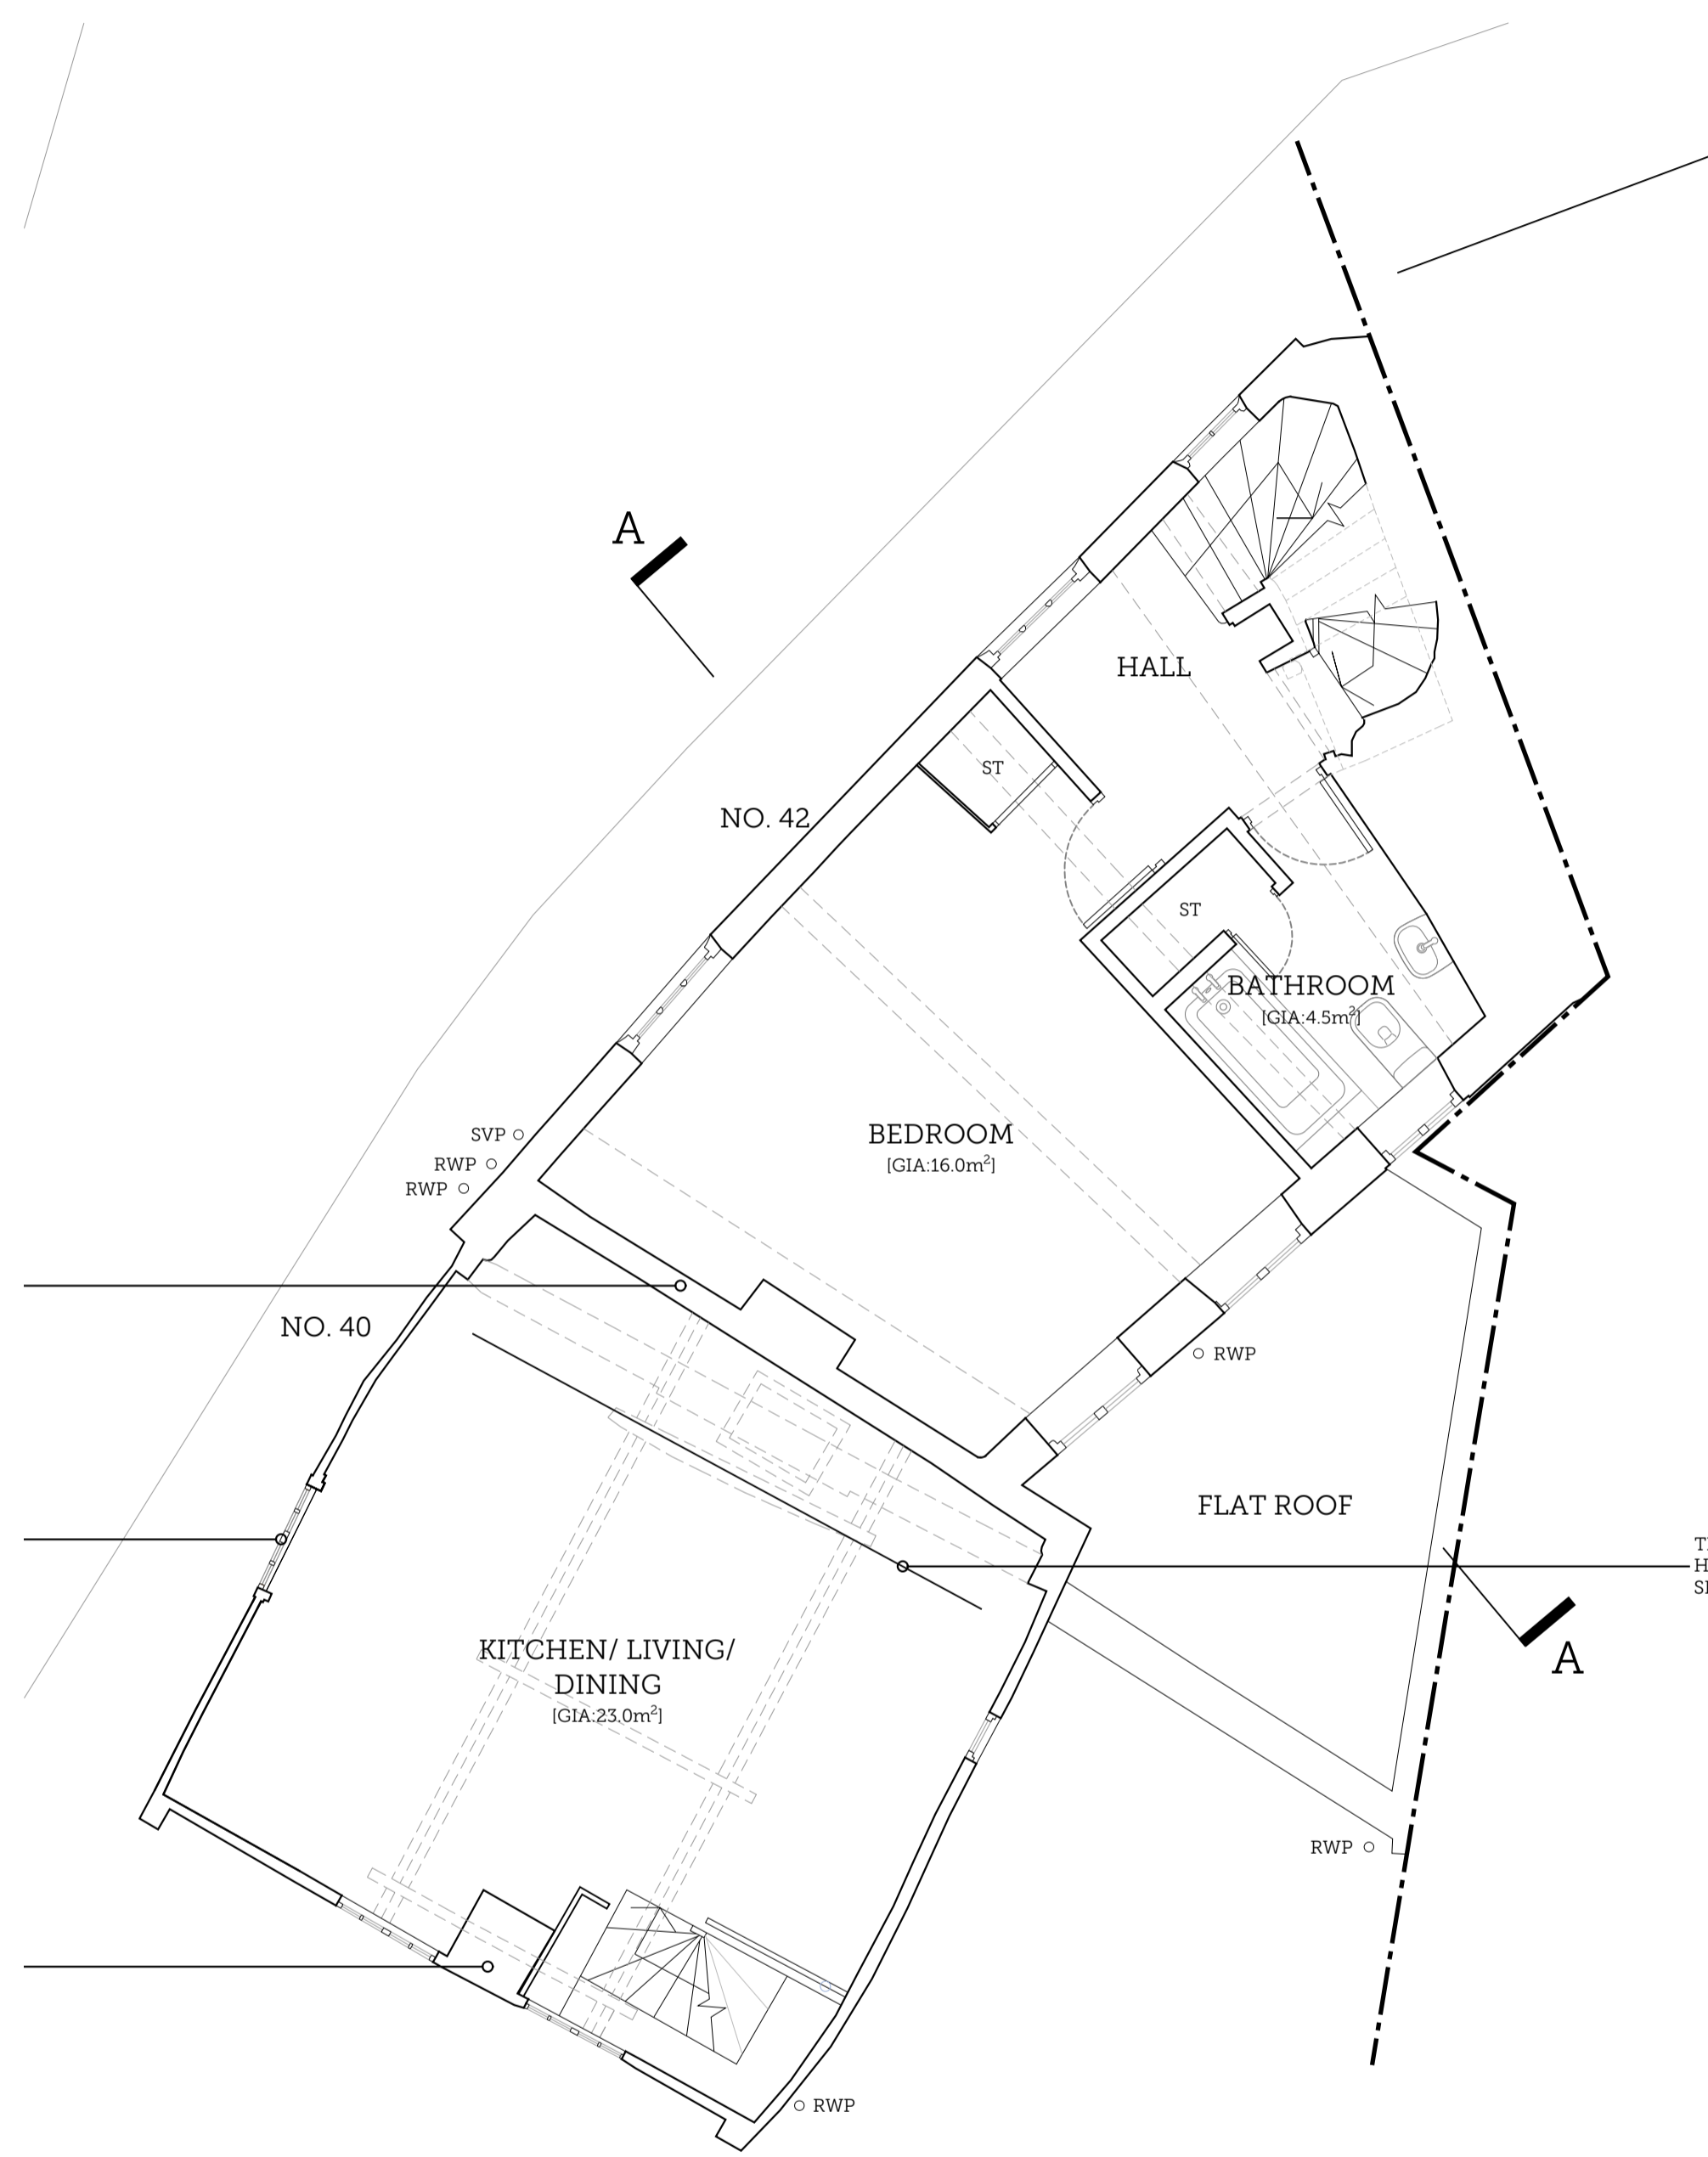 A
HALL
ST
NO. 42
ST
BATHROOM
[GIA:4.5m²]
SVP
BEDROOM
RWP
[GIA:16.0m²]
RWP
NO. 40
RWP
FLAT ROOF
KITCHEN/ LIVING/
DINING
[GIA:23.0m²]
A
RWP
RWP